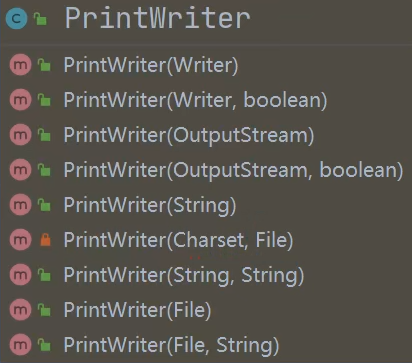 C PrintWriter
m PrintWriter(Writer)
m PrintWriter(Writer, boolean)
m PrintWriter(OutputStream)
m PrintWriter(OutputStream, boolean)
m PrintWriter(String)
m PrintWriter(Charset, File)
m PrintWriter(String, String)
m PrintWriter(File)
m PrintWriter(File, String)